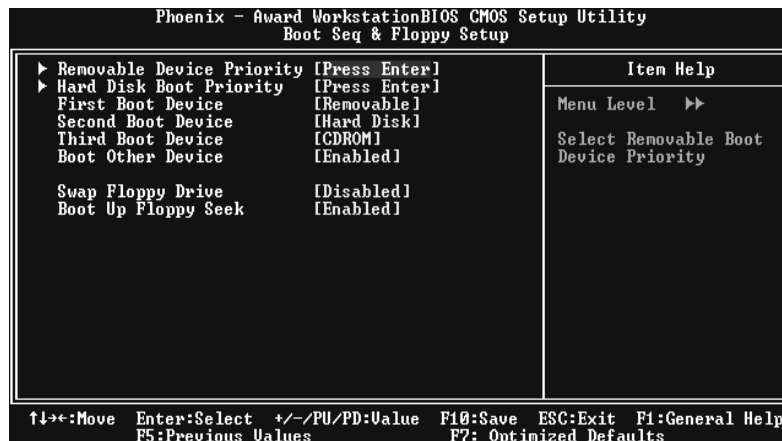 Phoenix - Award WorkstationBIOS CMOS Setup Utility
Boot Seq & Floppy Setup
▶ Removable Device Priority [Press Enter]
▶ Hard Disk Boot Priority [Press Enter]
First Boot Device [Removable]
Second Boot Device [Hard Disk]
Third Boot Device [CDROM]
Boot Other Device [Enabled]
Swap Floppy Drive [Disabled]
Boot Up Floppy Seek [Enabled]
Item Help
Menu Level ▶▶
Select Removable Boot
Device Priority
↑↓→←:Move Enter:Select +/-/PU/PD:Value F10:Save ESC:Exit F1:General Help
F5:Previous Values F7: Optimized Defaults